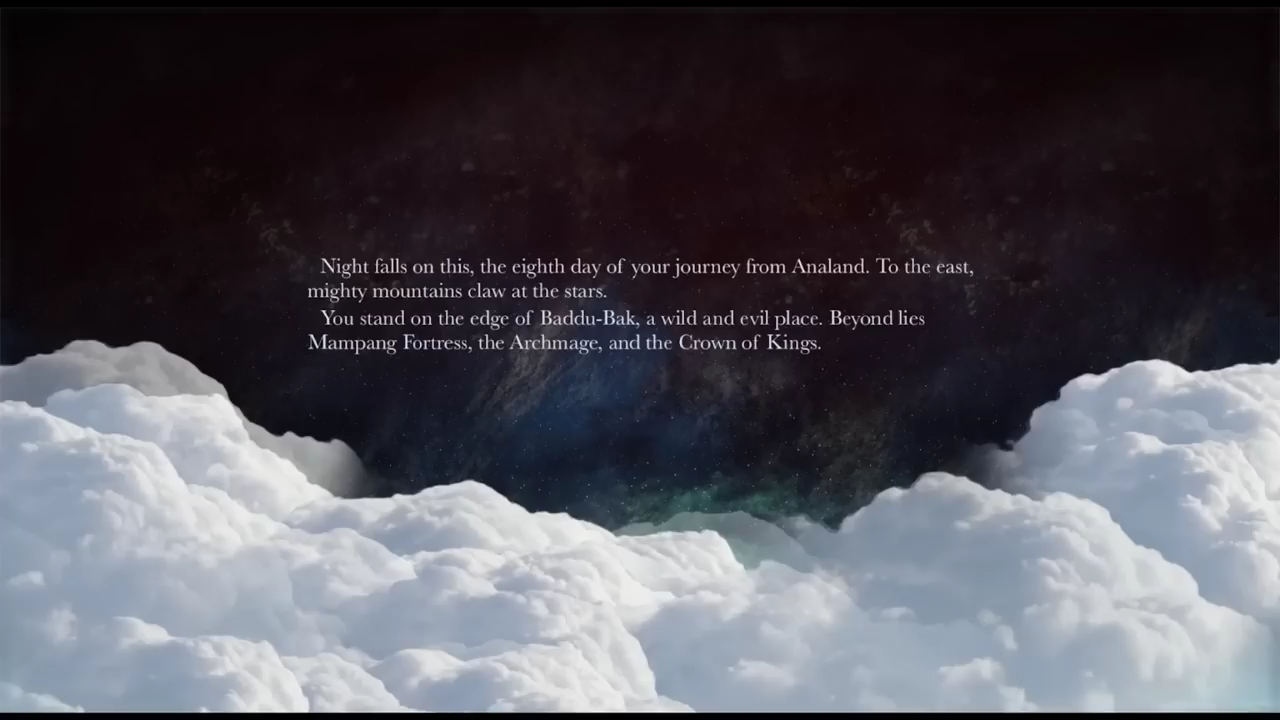 Night falls on this, the eighth day of your journey from Analand. To the east,
mighty mountains claw at the stars.
You stand on the edge of Baddu-Bak, a wild and evil place. Beyond lies
Mampang Fortress, the Archmage, and the Crown of Kings.